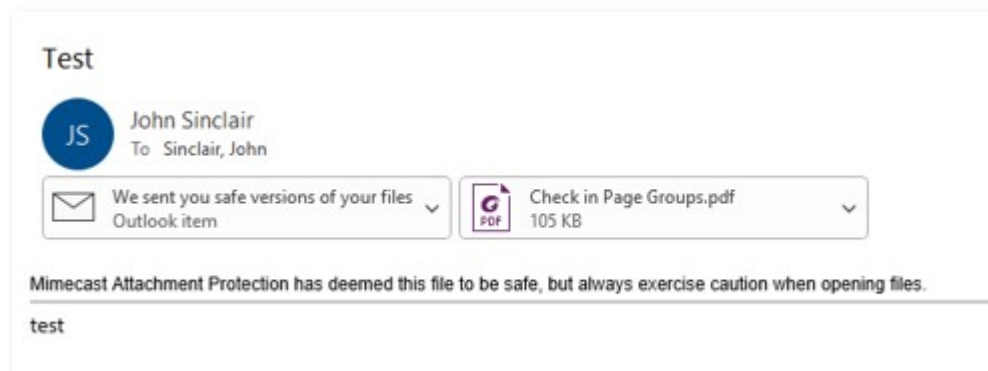 Test
JS
John Sinclair
To Sinclair, John
We sent you safe versions of your files
Outlook item
PDF
Check in Page Groups.pdf
105 KB
Mimecast Attachment Protection has deemed this file to be safe, but always exercise caution when opening files.
test